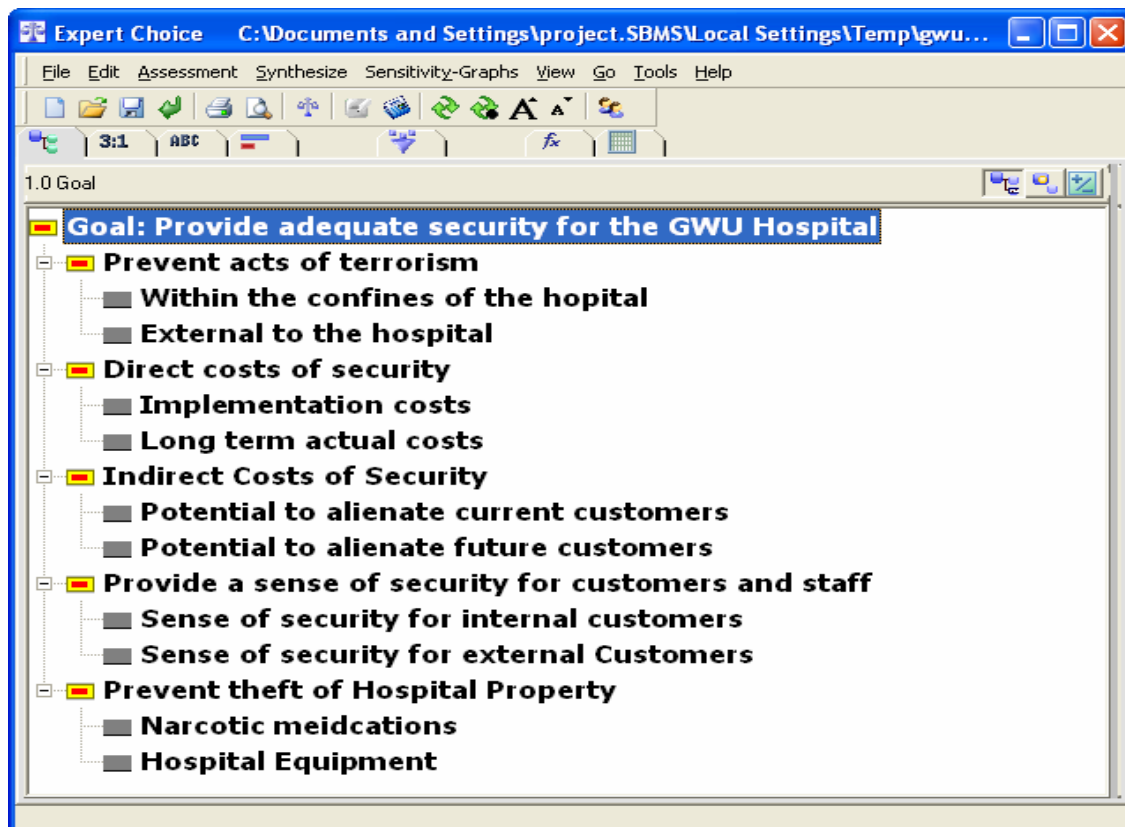 Expert Choice C:\Documents and Settings\project.SBMS\Local Settings\Temp\gwu...
File Edit Assessment Synthesize Sensitivity-Graphs View Go Tools Help
A A
3:1 ABC fx
1.0 Goal
Goal: Provide adequate security for the GWU Hospital
Prevent acts of terrorism
Within the confines of the hopital
External to the hospital
Direct costs of security
Implementation costs
Long term actual costs
Indirect Costs of Security
Potential to alienate current customers
Potential to alienate future customers
Provide a sense of security for customers and staff
Sense of security for internal customers
Sense of security for external Customers
Prevent theft of Hospital Property
Narcotic meidcations
Hospital Equipment